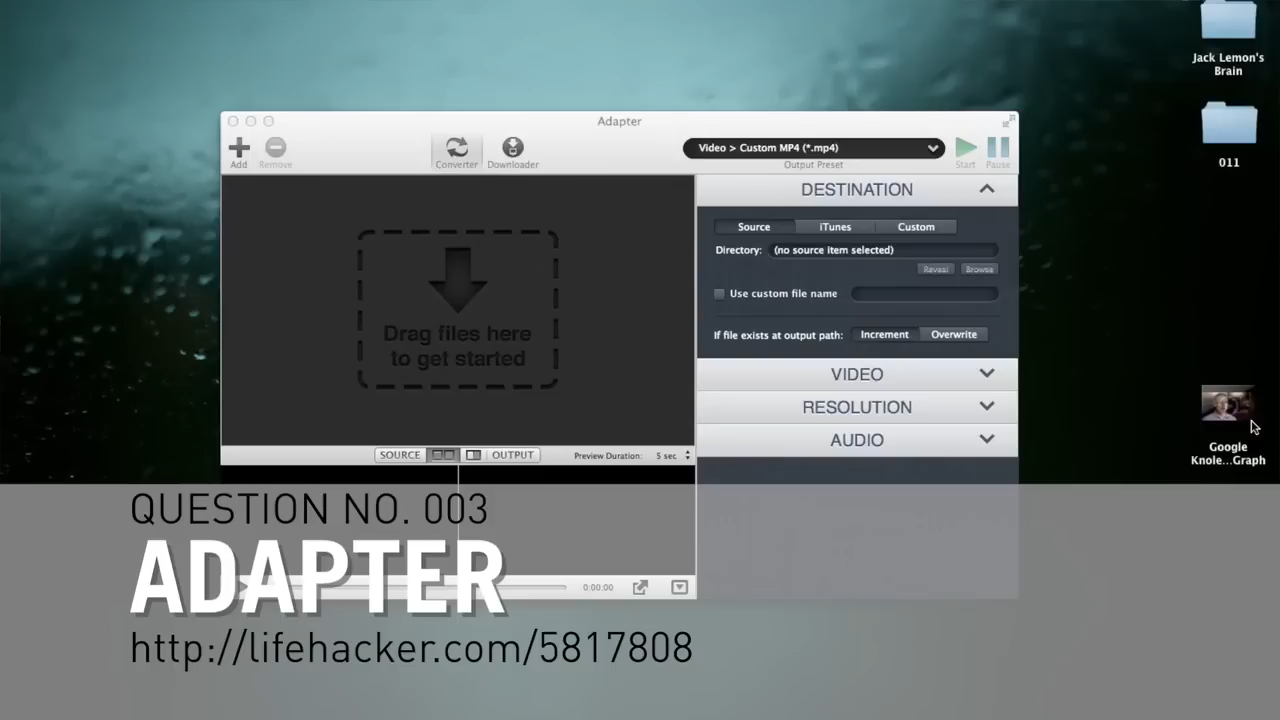 Jack Lemon's
Brain
011
Google
Knole...Graph
Adapter
Add
Remove
Converter
Downloader
Video > Custom MP4 (*.mp4)
Output Preset
Start
Pause
Drag files here
to get started
DESTINATION
Source
iTunes
Custom
Directory:
(no source item selected)
Reveal
Browse
Use custom file name
If file exists at output path:
Increment
Overwrite
VIDEO
RESOLUTION
AUDIO
SOURCE
OUTPUT
Preview Duration:
5 sec
0:00:00
QUESTION NO. 003
ADAPTER
http://lifehacker.com/5817808